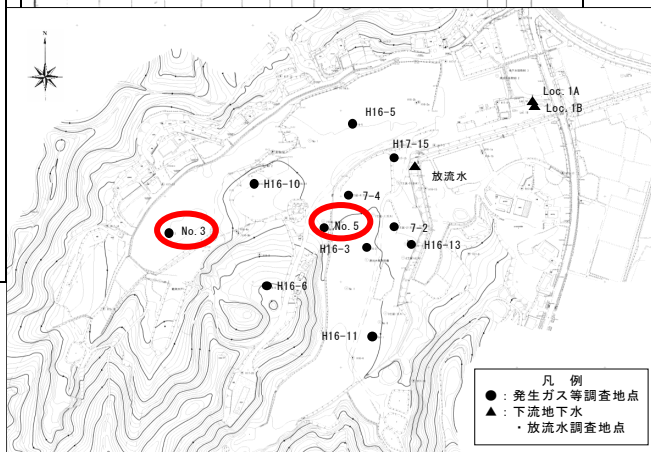 N
Loc. 1A
Loc. 1B
H16-5
H17-15
放流水
H16-10
7-4
No. 3
No. 5
7-2
H16-3
H16-13
H16-6
H16-11
凡 例
● : 発生ガス等調査地点
▲ : 下流地下水
・放流水調査地点